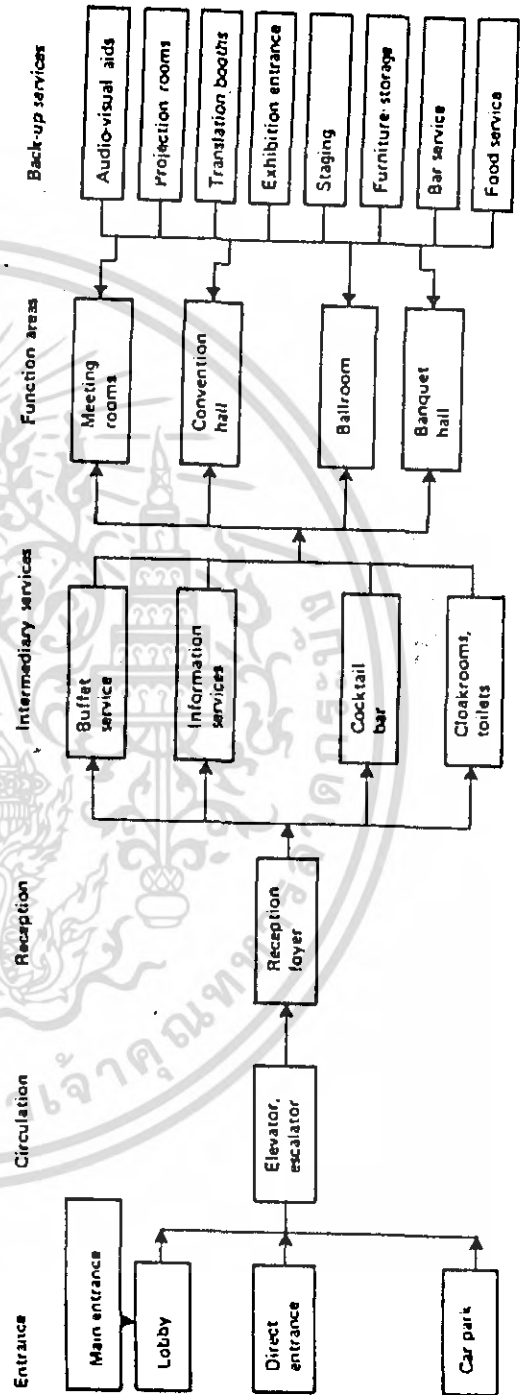 Entrance
Circulation
Reception
Intermediary services
Function areas
Back-up services
Main entrance
Lobby
Direct
entrance
Car park
Elevator,
escalator
Reception
foyer
Buffet
service
Information
services
Cocktail
bar
Cloakrooms,
toilets
Meeting
rooms
Convention
hall
Ballroom
Banquet
hall
Audio-visual aids
Projection rooms
Translation booths
Exhibition entrance
Staging
Furniture storage
Bar service
Food service